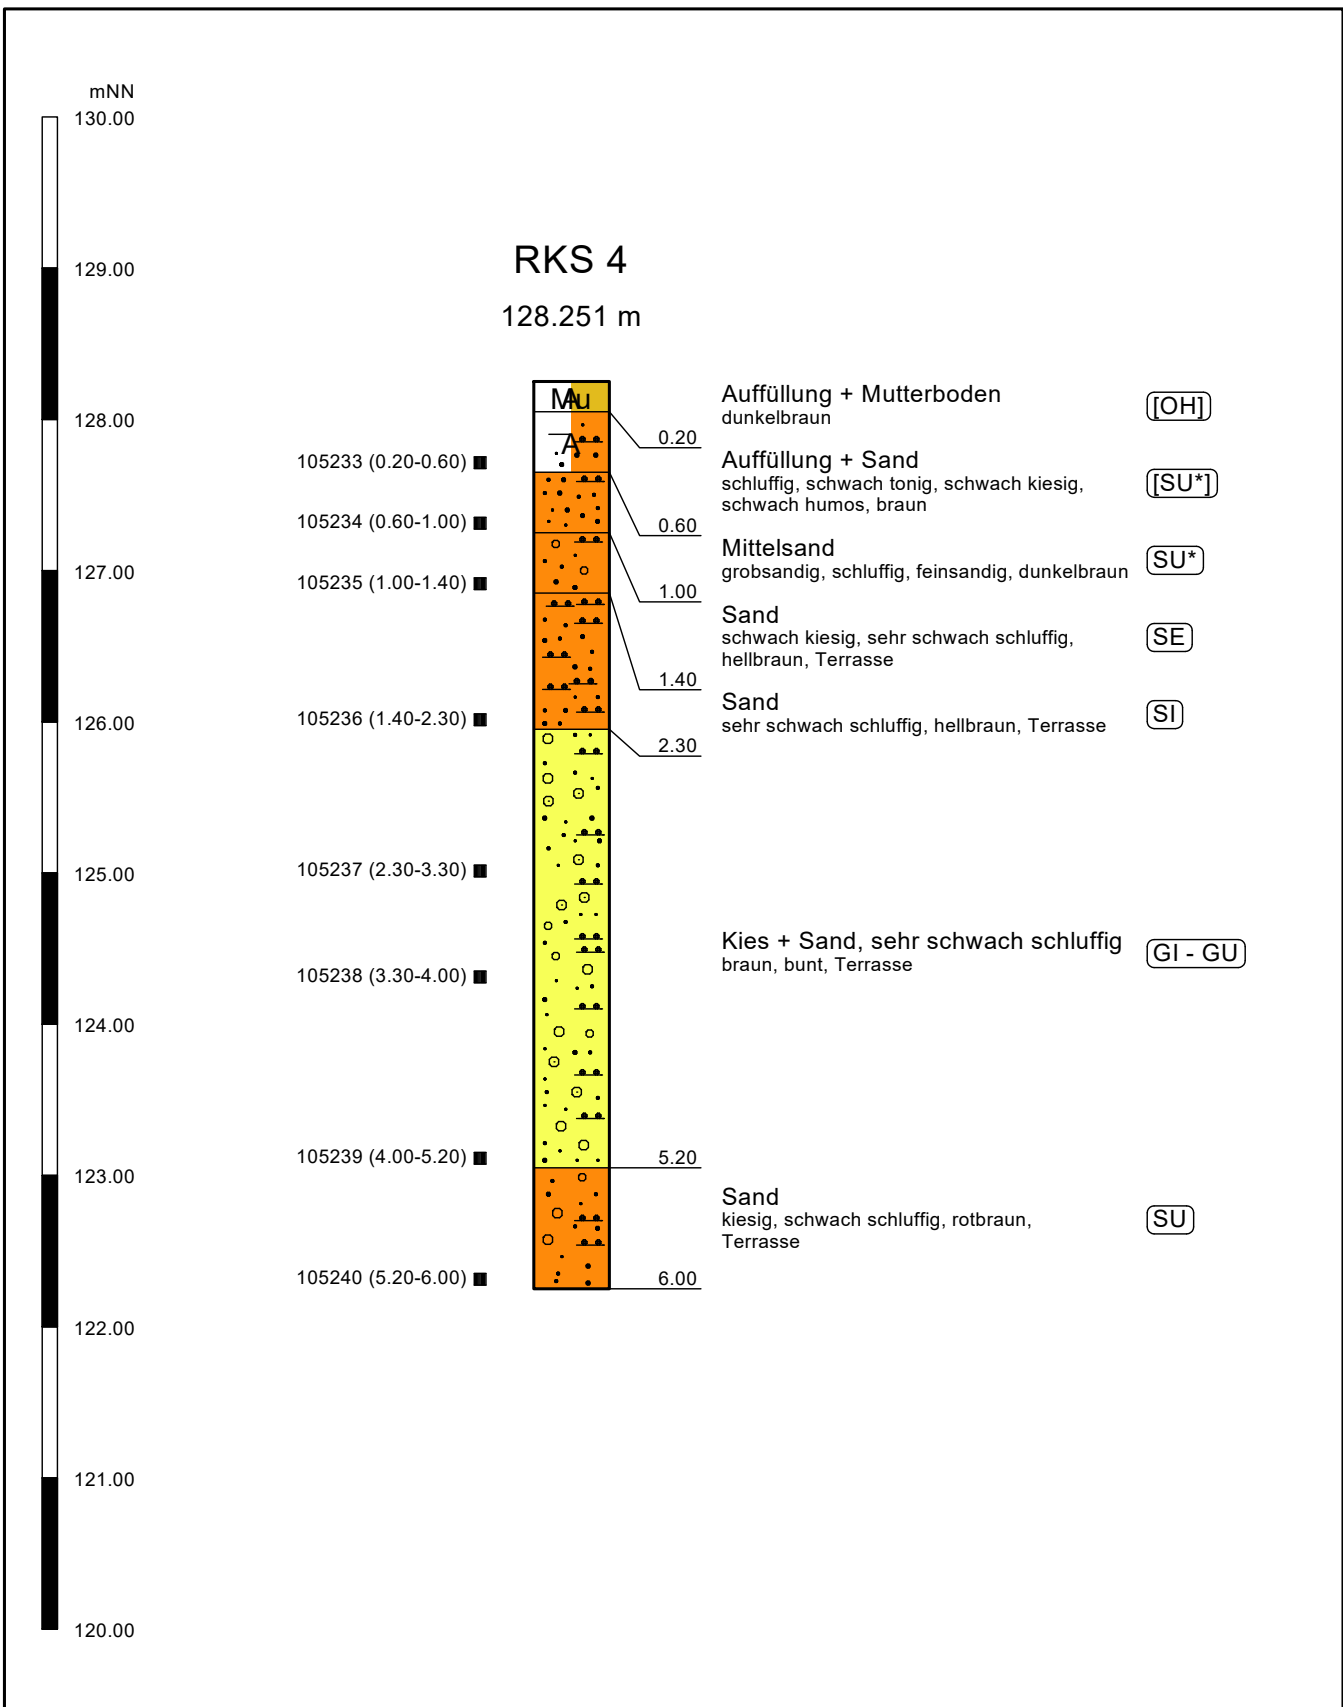 mNN
130.00
129.00
128.00
127.00
126.00
125.00
124.00
123.00
122.00
121.00
120.00
RKS 4
128.251 m
Mu
A
A
105233 (0.20-0.60)
105234 (0.60-1.00)
105235 (1.00-1.40)
105236 (1.40-2.30)
105237 (2.30-3.30)
105238 (3.30-4.00)
105239 (4.00-5.20)
105240 (5.20-6.00)
0.20
0.60
1.00
1.40
2.30
5.20
6.00
Auffüllung + Mutterboden
dunkelbraun
[OH]
Auffüllung + Sand
schluffig, schwach tonig, schwach kiesig,
schwach humos, braun
[SU*]
Mittelsand
grobsandig, schluffig, feinsandig, dunkelbraun
SU*
Sand
schwach kiesig, sehr schwach schluffig,
hellbraun, Terrasse
SE
Sand
sehr schwach schluffig, hellbraun, Terrasse
SI
Kies + Sand, sehr schwach schluffig
braun, bunt, Terrasse
GI - GU
Sand
kiesig, schwach schluffig, rotbraun,
Terrasse
SU